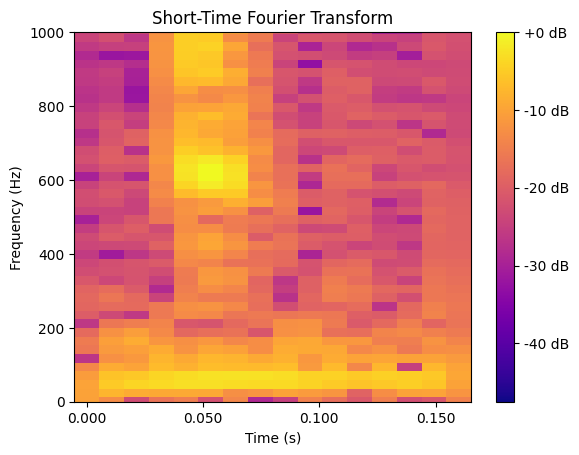 Short-Time Fourier Transform
1000
800
600
400
200
0
Frequency (Hz)
0.000
0.050
0.100
0.150
Time (s)
+0 dB
-10 dB
-20 dB
-30 dB
-40 dB